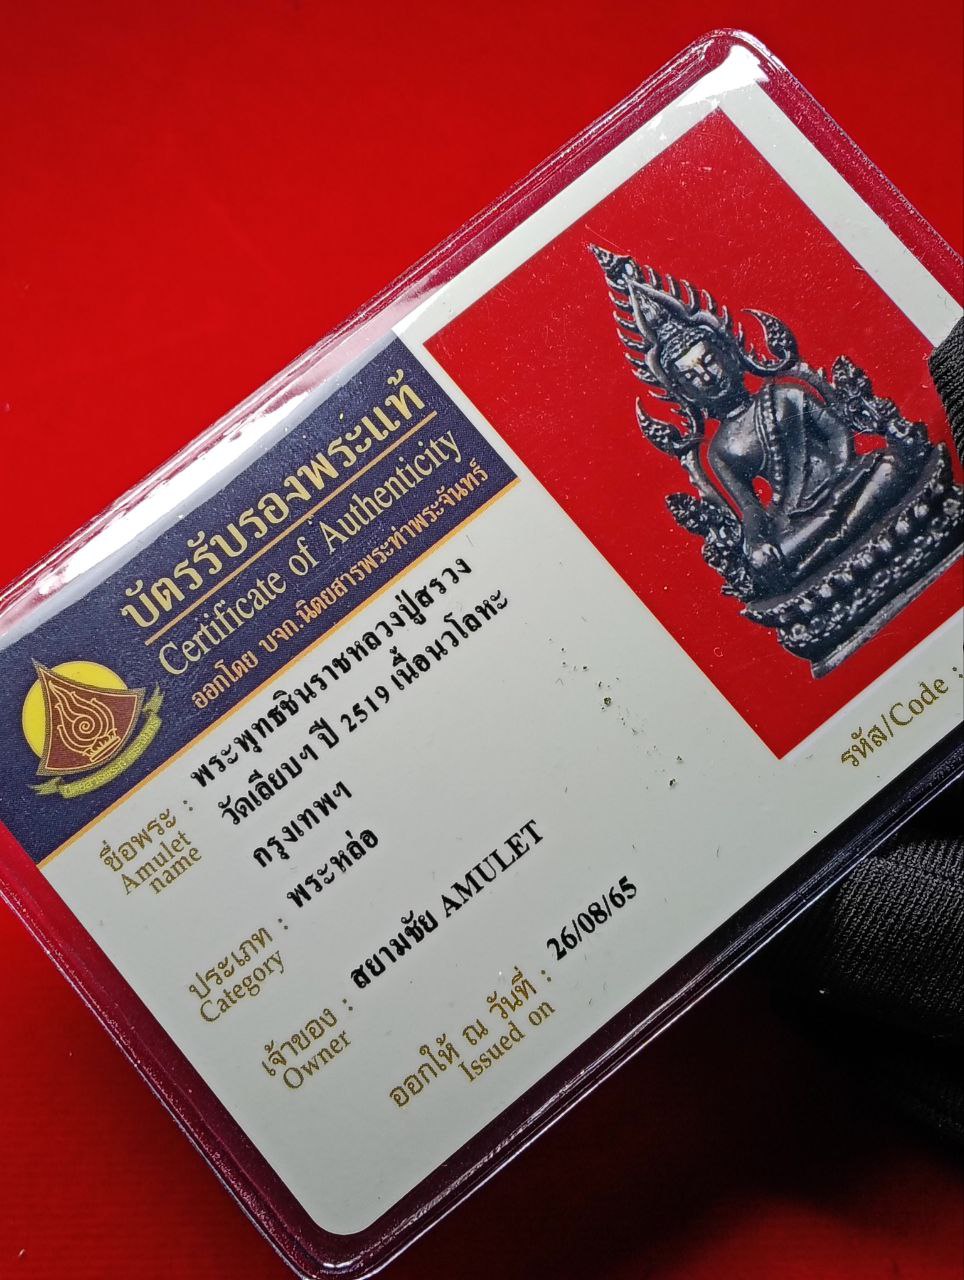 บัตรรับรองพระแท้
Certificate of Authenticity
ออกโดย บจก.นิตยสารพระท่าพระจันทร์
ชื่อพระ : พระพุทธชินราชหลวงปู่สรวง
Amulet name
วัดเลียบฯ ปี 2519 เนื้อนวโลหะ
กรุงเทพฯ
ประเภท : พระหล่อ
Category
เจ้าของ : สยามชัย AMULET
Owner
ออกให้ ณ วันที่ : 26/08/65
Issued on
รหัส/Code :